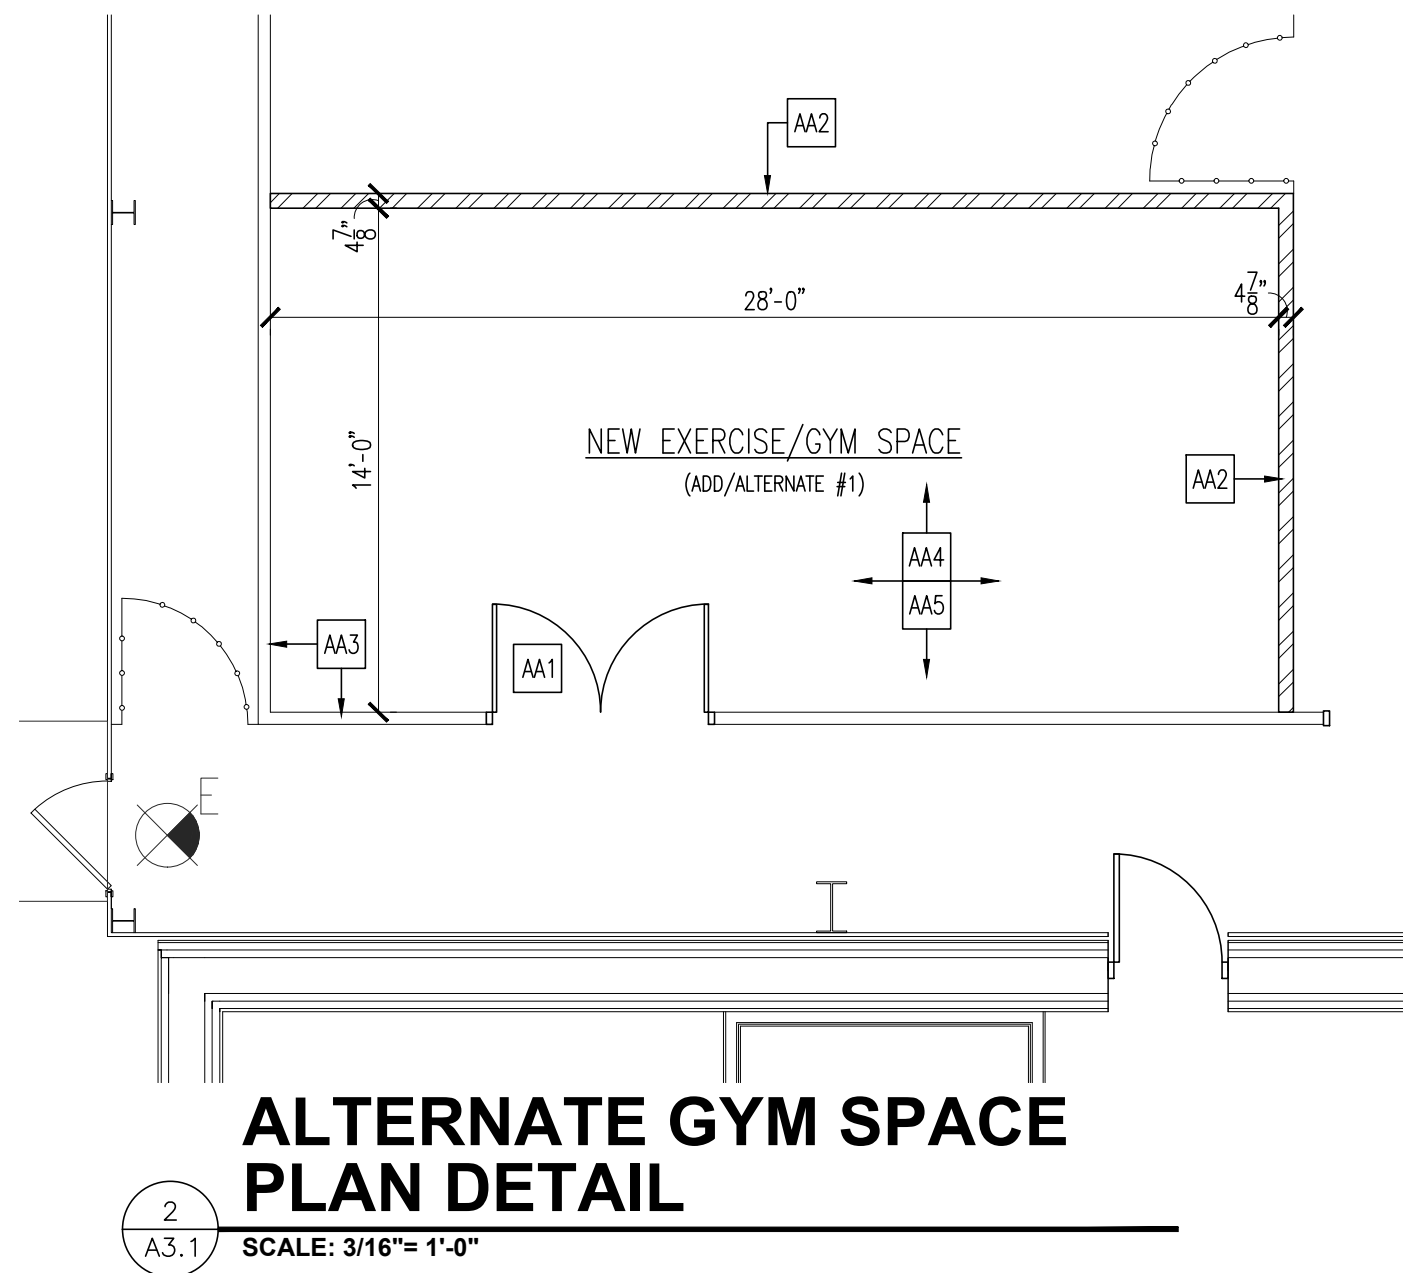 AA2
4 7/8"
28'-0"
4 7/8"
14'-0"
NEW EXERCISE/GYM SPACE
(ADD/ALTERNATE #1)
AA2
AA4
AA5
AA3
AA1
E
ALTERNATE GYM SPACE
PLAN DETAIL
2
A3.1
SCALE: 3/16"= 1'-0"